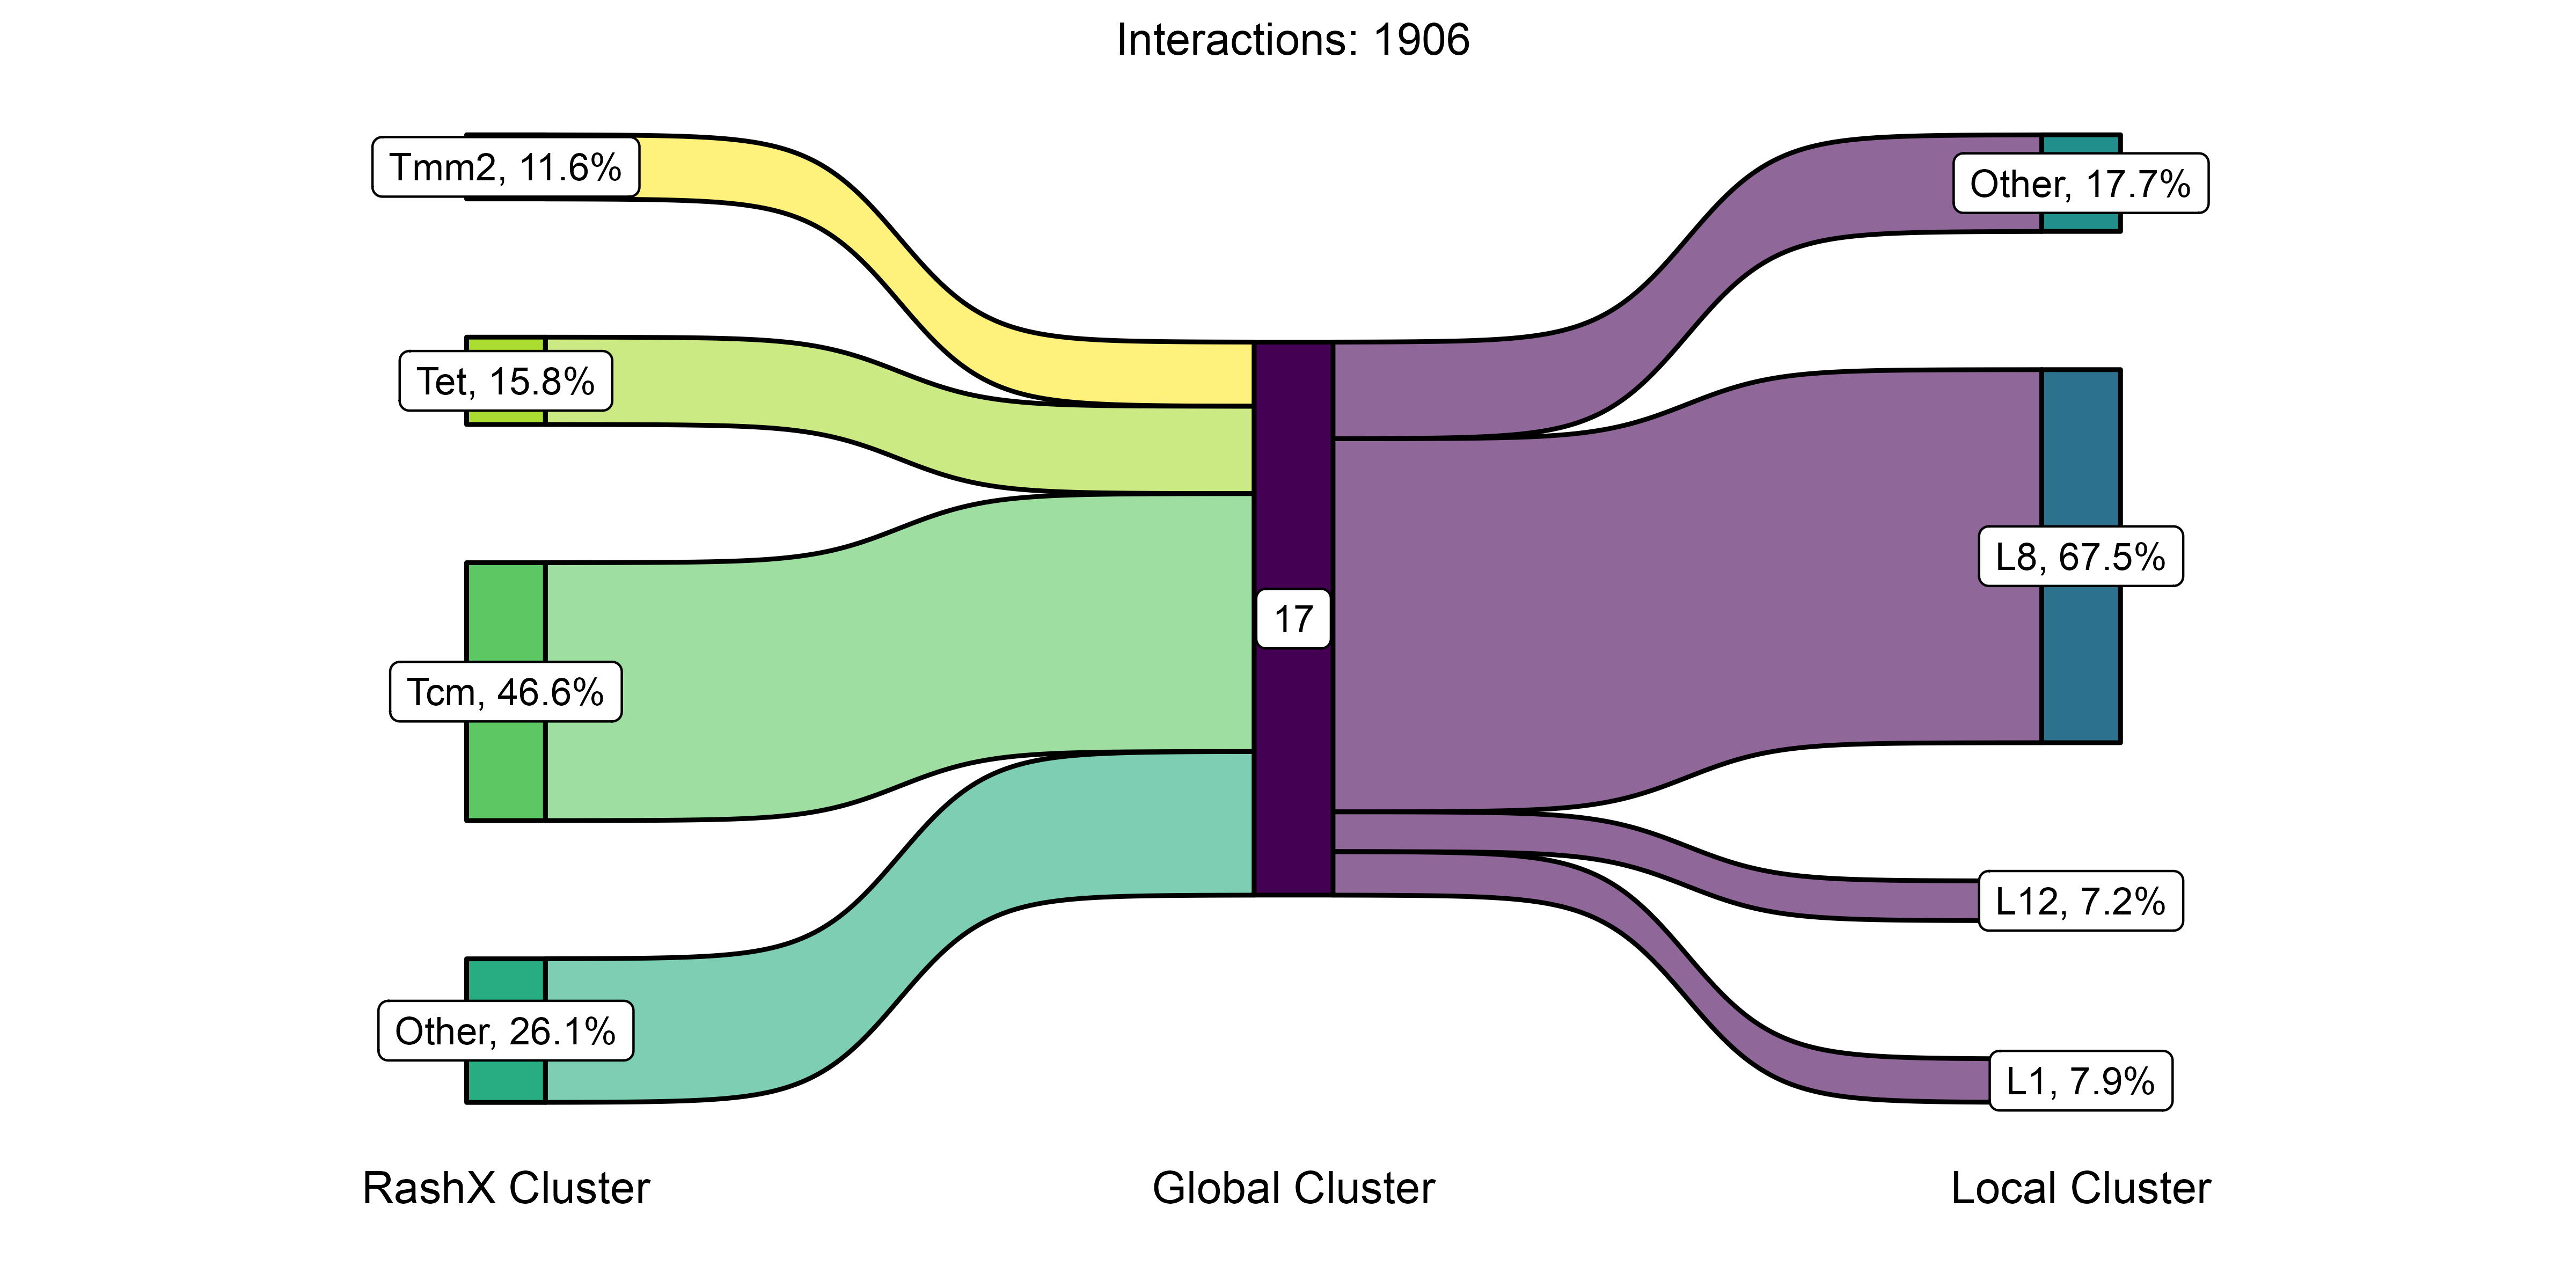 Interactions: 1906
Tmm2, 11.6%
Tet, 15.8%
Tcm, 46.6%
Other, 26.1%
17
Other, 17.7%
L8, 67.5%
L12, 7.2%
L1, 7.9%
RashX Cluster
Global Cluster
Local Cluster